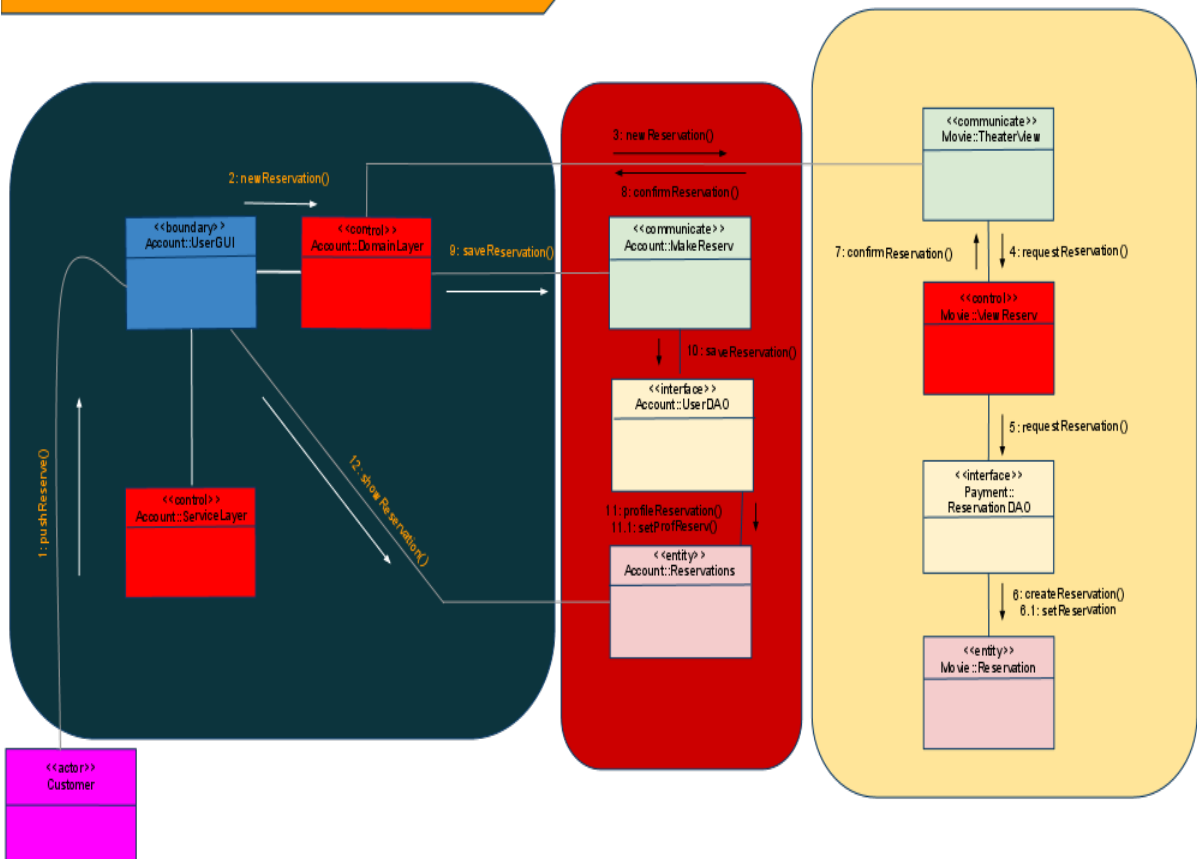 <<communicate>>
Movie::TheaterView
3: newReservation()
2: newReservation()
8: confirmReservation()
<<boundary>>
Account::UserGUI
<<control>>
Account::DomainLayer
<<communicate>>
Account::MakeReserv
9: saveReservation()
7: confirmReservation()
4: requestReservation()
<<control>>
Movie::ViewReserv
10: saveReservation()
<<interface>>
Account::UserDAO
5: requestReservation()
12: showReservation()
1: pushReserve()
<<interface>>
Payment::
ReservationDAO
<<control>>
Account::ServiceLayer
11: profileReservation()
11.1: setProfReserv()
<<entity>>
Account::Reservations
6: createReservation()
6.1: setReservation
<<entity>>
Movie::Reservation
<<actor>>
Customer